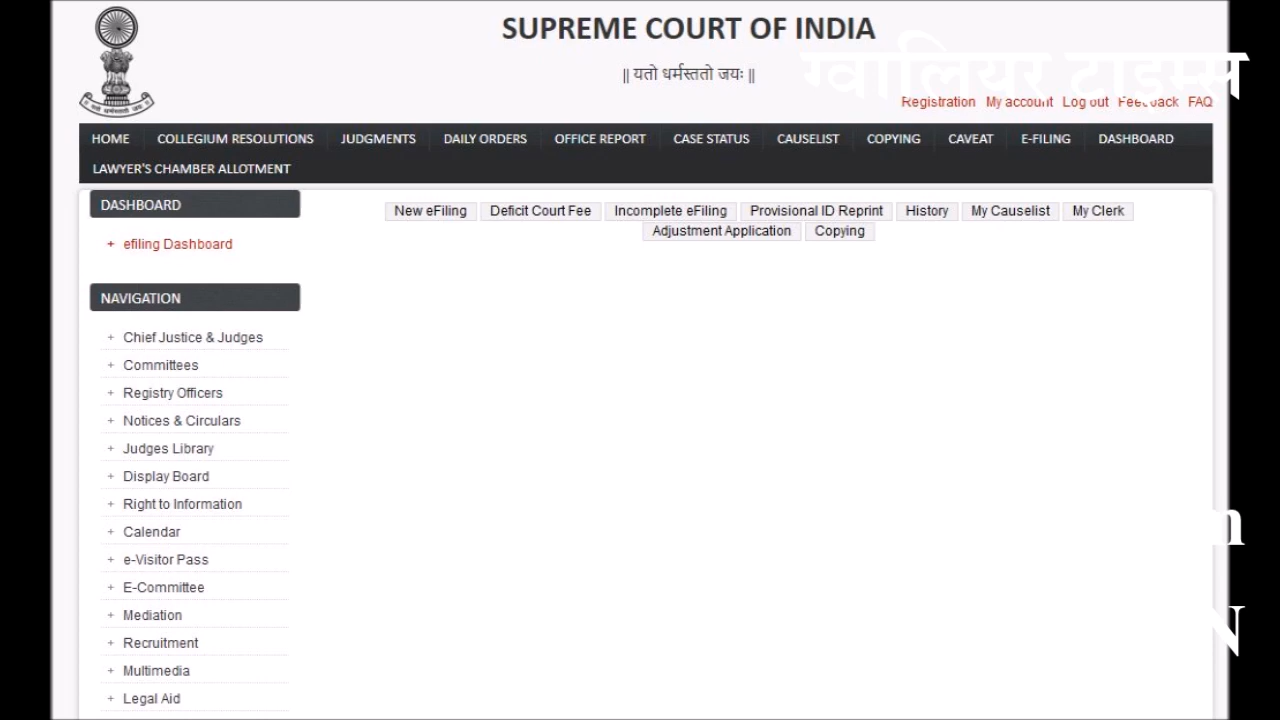 SUPREME COURT OF INDIA
|| यतो धर्मस्ततो जयः ||
ग्वालियर टाइम्स
Registration My account Log out Feedback FAQ
HOME COLLEGIUM RESOLUTIONS JUDGMENTS DAILY ORDERS OFFICE REPORT CASE STATUS CAUSELIST COPYING CAVEAT E-FILING DASHBOARD
LAWYER'S CHAMBER ALLOTMENT
DASHBOARD
+ efiling Dashboard
New eFiling Deficit Court Fee Incomplete eFiling Provisional ID Reprint History My Causelist My Clerk
Adjustment Application Copying
NAVIGATION
+ Chief Justice & Judges
+ Committees
+ Registry Officers
+ Notices & Circulars
+ Judges Library
+ Display Board
+ Right to Information
+ Calendar
+ e-Visitor Pass
+ E-Committee
+ Mediation
+ Recruitment
+ Multimedia
+ Legal Aid
N